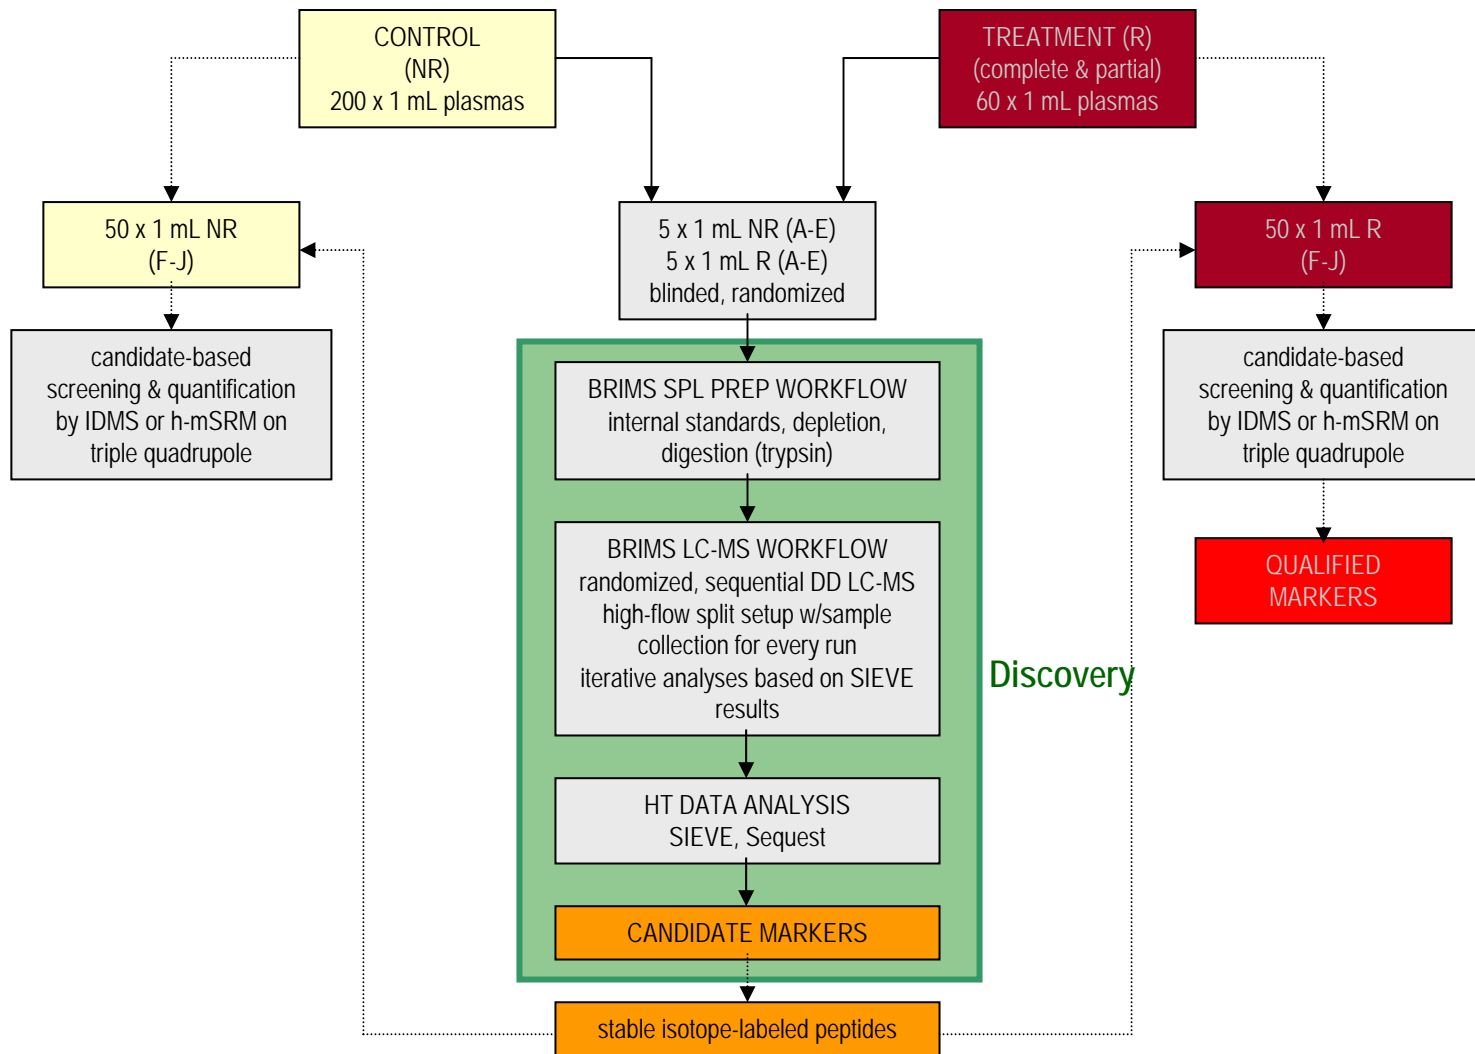 CONTROL
(NR)
200 x 1 mL plasmas
TREATMENT (R)
(complete & partial)
60 x 1 mL plasmas
50 x 1 mL NR
(F-J)
5 x 1 mL NR (A-E)
5 x 1 mL R (A-E)
blinded, randomized
50 x 1 mL R
(F-J)
candidate-based
screening & quantification
by IDMS or h-mSRM on
triple quadrupole
BRIMS SPL PREP WORKFLOW
internal standards, depletion,
digestion (trypsin)
candidate-based
screening & quantification
by IDMS or h-mSRM on
triple quadrupole
BRIMS LC-MS WORKFLOW
randomized, sequential DD LC-MS
high-flow split setup w/sample
collection for every run
iterative analyses based on SIEVE
results
QUALIFIED
MARKERS
Discovery
HT DATA ANALYSIS
SIEVE, Sequest
CANDIDATE MARKERS
stable isotope-labeled peptides